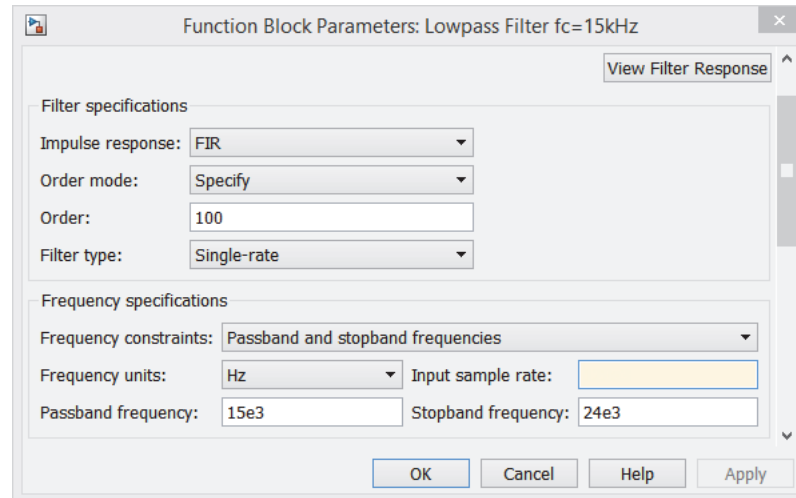 Function Block Parameters: Lowpass Filter fc=15kHz
View Filter Response
Filter specifications
Impulse response: FIR
Order mode: Specify
Order: 100
Filter type: Single-rate
Frequency specifications
Frequency constraints: Passband and stopband frequencies
Frequency units: Hz Input sample rate:
Passband frequency: 15e3 Stopband frequency: 24e3
OK Cancel Help Apply